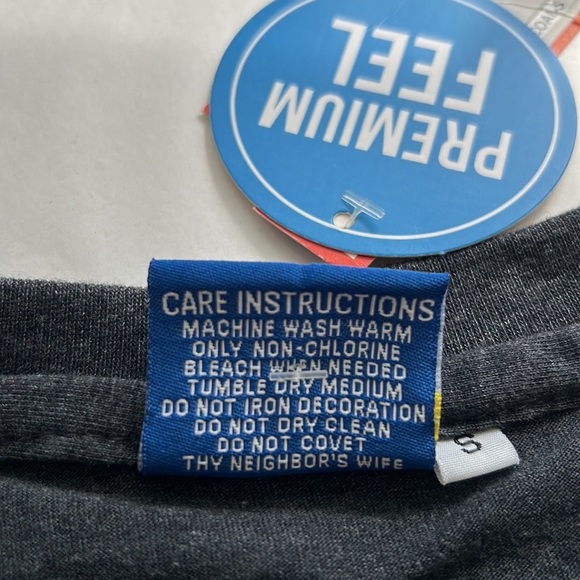 PREMIUM
FEEL
CARE INSTRUCTIONS
MACHINE WASH WARM
ONLY NON-CHLORINE
BLEACH WHEN NEEDED
TUMBLE DRY MEDIUM
DO NOT IRON DECORATION
DO NOT DRY CLEAN
DO NOT COVET
THY NEIGHBOR'S WIFE
S